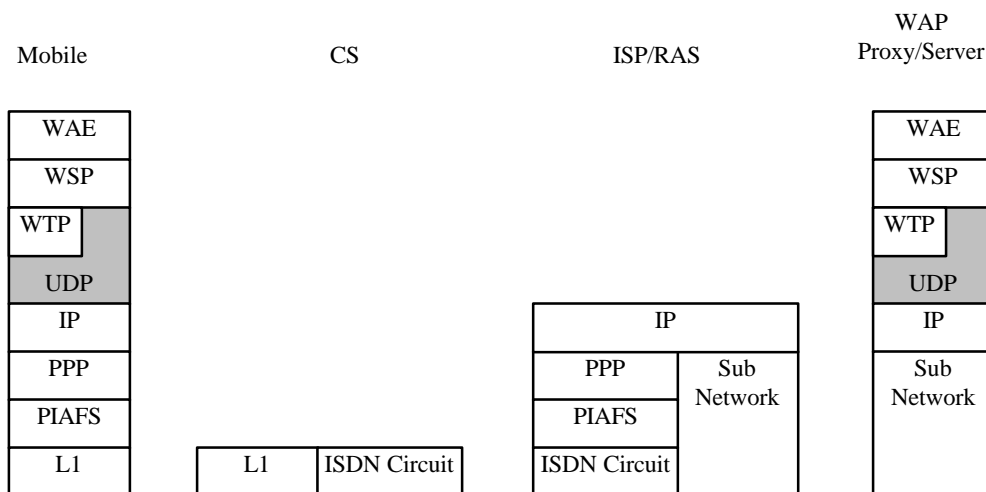 Mobile
CS
ISP/RAS
WAP
Proxy/Server
WAE
WSP
WTP
UDP
IP
PPP
PIAFS
L1
L1
ISDN Circuit
IP
PPP
PIAFS
ISDN Circuit
Sub
Network
WAE
WSP
WTP
UDP
IP
Sub
Network